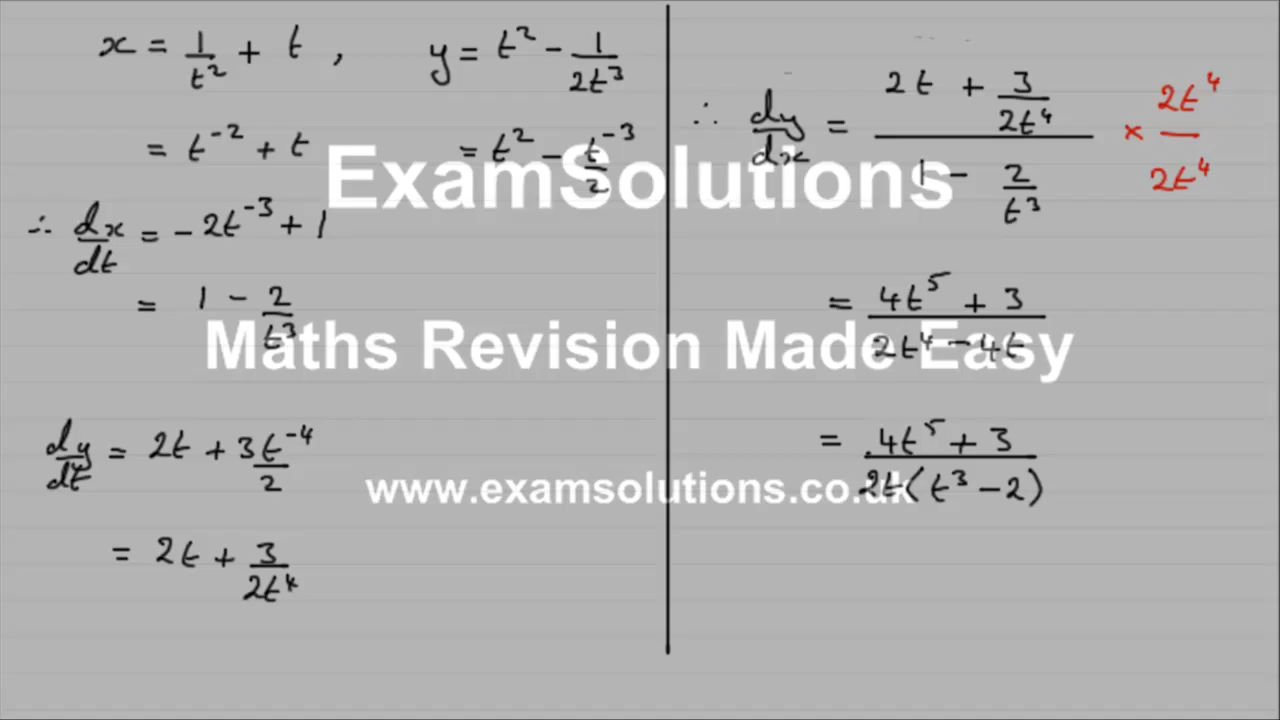 x = 1/t² + t , y = t² − 1/2t³
= t⁻² + t = t² − t⁻³/2
∴ dx/dt = −2t⁻³ + 1
= 1 − 2/t³
dy/dt = 2t + 3t⁻⁴/2
= 2t + 3/2t⁴
∴ dy/dx = (2t + 3/2t⁴)/(1 − 2/t³) × 2t⁴/2t⁴
= (4t⁵ + 3)/(2t⁴ − 4t)
= (4t⁵ + 3)/(2t(t³ − 2))
ExamSolutions
Maths Revision Made Easy
www.examsolutions.co.uk